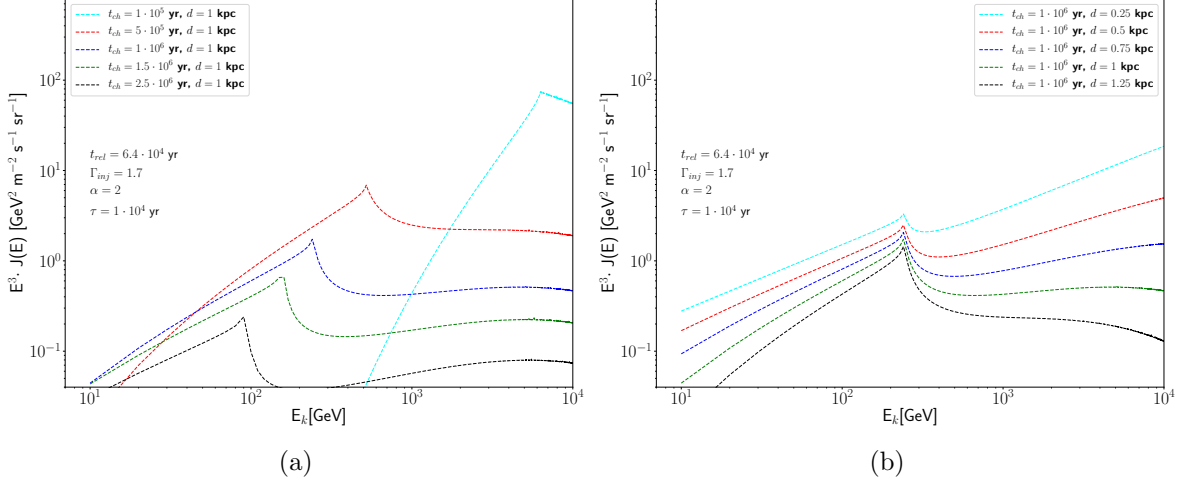 t_ch = 1 · 10^5 yr, d = 1 kpc
t_ch = 5 · 10^5 yr, d = 1 kpc
t_ch = 1 · 10^6 yr, d = 1 kpc
t_ch = 1.5 · 10^6 yr, d = 1 kpc
t_ch = 2.5 · 10^6 yr, d = 1 kpc
t_rel = 6.4 · 10^4 yr
Γ_inj = 1.7
α = 2
τ = 1 · 10^4 yr
E^3· J(E) [GeV^2 m^−2 s^−1 sr^−1]
10^2
10^1
10^0
10^−1
10^1
10^2
10^3
10^4
E_k[GeV]
(a)
t_ch = 1 · 10^6 yr, d = 0.25 kpc
t_ch = 1 · 10^6 yr, d = 0.5 kpc
t_ch = 1 · 10^6 yr, d = 0.75 kpc
t_ch = 1 · 10^6 yr, d = 1 kpc
t_ch = 1 · 10^6 yr, d = 1.25 kpc
t_rel = 6.4 · 10^4 yr
Γ_inj = 1.7
α = 2
τ = 1 · 10^4 yr
E^3· J(E) [GeV^2 m^−2 s^−1 sr^−1]
10^2
10^1
10^0
10^−1
10^1
10^2
10^3
10^4
E_k[GeV]
(b)